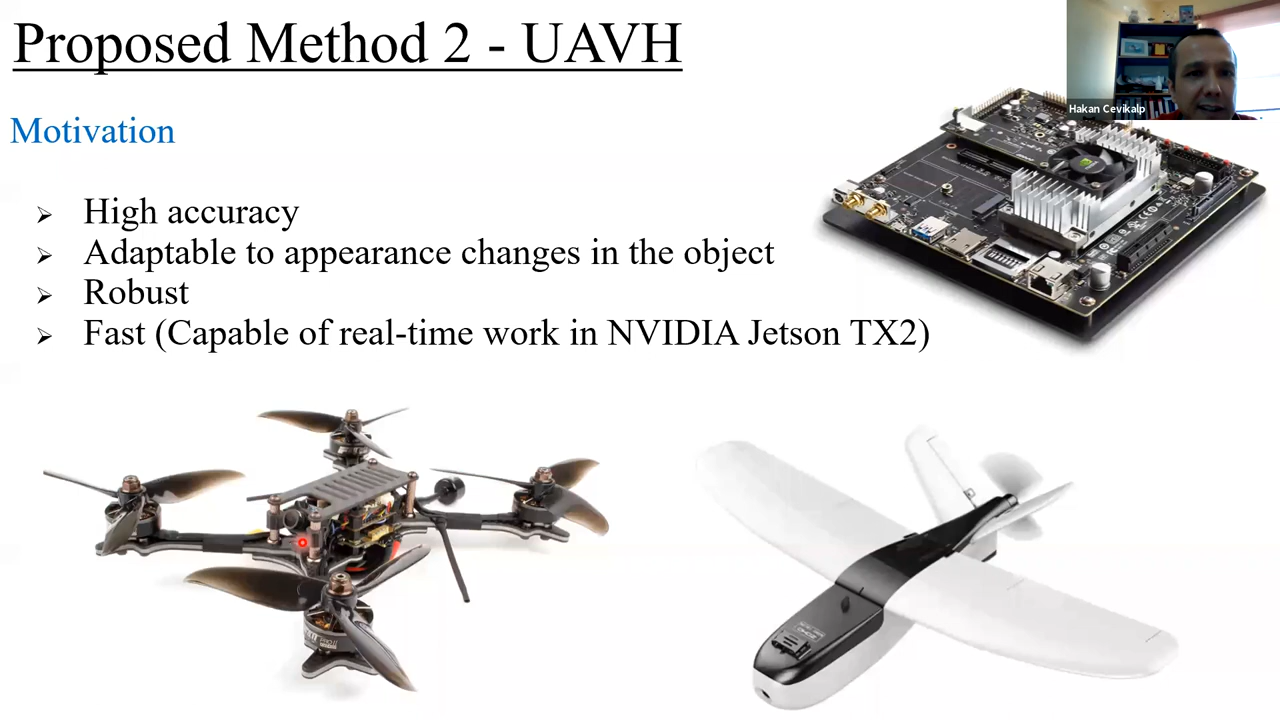 Proposed Method 2 - UAVH
Hakan Cevikalp
Motivation
High accuracy
Adaptable to appearance changes in the object
Robust
Fast (Capable of real-time work in NVIDIA Jetson TX2)